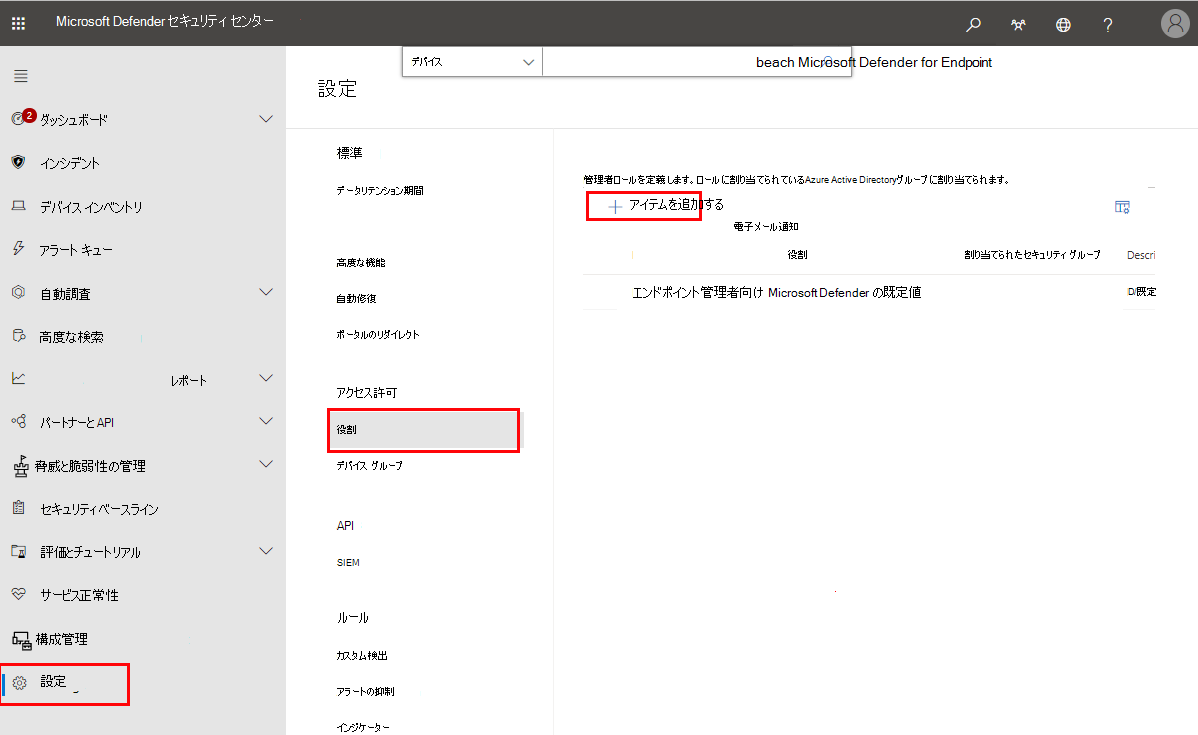 Microsoft Defender セキュリティ センター
?
デバイス
beach Microsoft Defender for Endpoint
設定
2
ダッシュボード
インシデント
デバイス インベントリ
アラート キュー
自動調査
高度な検索
レポート
パートナーと API
脅威と脆弱性の管理
セキュリティベースライン
評価とチュートリアル
サービス正常性
構成管理
設定
標準
データリテンション期間
高度な機能
自動修復
ポータルのリダイレクト
アクセス許可
役割
デバイス グループ
API
SIEM
ルール
カスタム検出
アラートの抑制
インジケーター
管理者ロールを定義します。ロールに割り当てられているAzure Active Directoryグループに割り当てられます。
アイテムを追加する
電子メール通知
役割 割り当てられたセキュリティ グループ Descri
エンドポイント管理者向け Microsoft Defender の既定値 D/既定